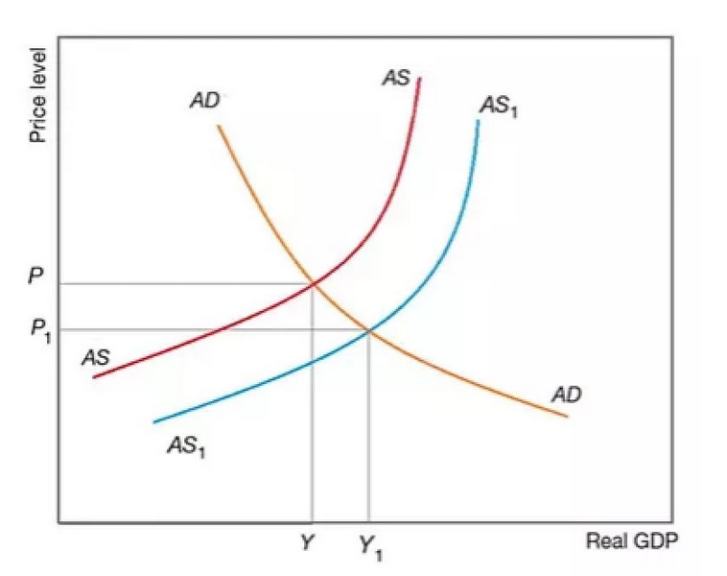 Price level
AD
AS
AS₁
P
P₁
AS
AS₁
AD
Y
Y₁
Real GDP